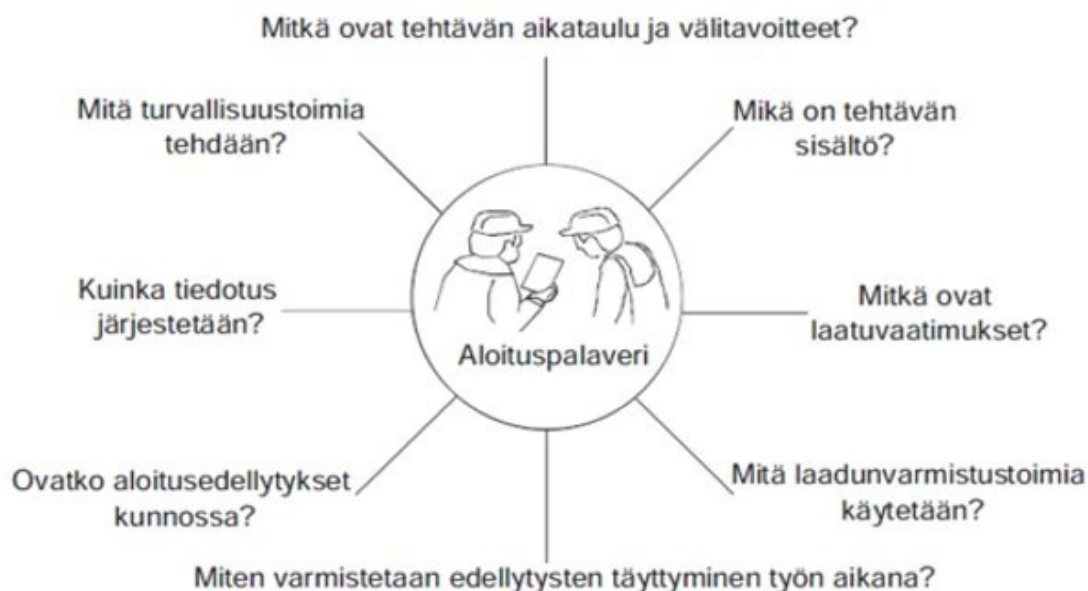 Mitkä ovat tehtävän aikataulu ja välitavoitteet?
Mitä turvallisuustoimia
tehdään?
Mikä on tehtävän
sisältö?
Kuinka tiedotus
järjestetään?
Mitkä ovat
laatuvaatimukset?
Aloituspalaveri
Ovatko aloitusedellytykset
kunnossa?
Mitä laadunvarmistustoimia
käytetään?
Miten varmistetaan edellytysten täyttyminen työn aikana?